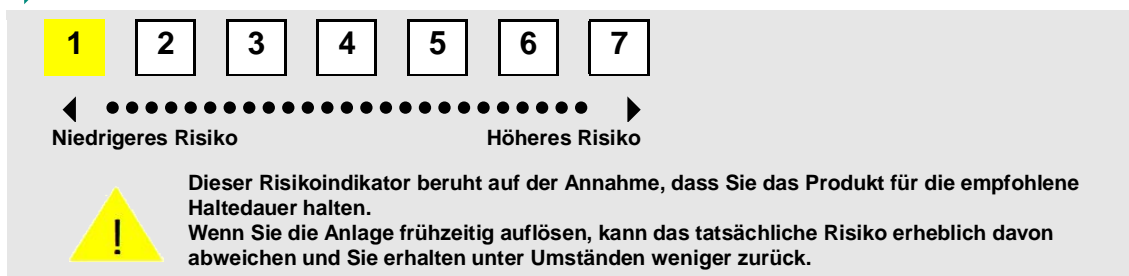 1 2 3 4 5 6 7
Niedrigeres Risiko Höheres Risiko
Dieser Risikoindikator beruht auf der Annahme, dass Sie das Produkt für die empfohlene
Haltedauer halten.
!
Wenn Sie die Anlage frühzeitig auflösen, kann das tatsächliche Risiko erheblich davon
abweichen und Sie erhalten unter Umständen weniger zurück.